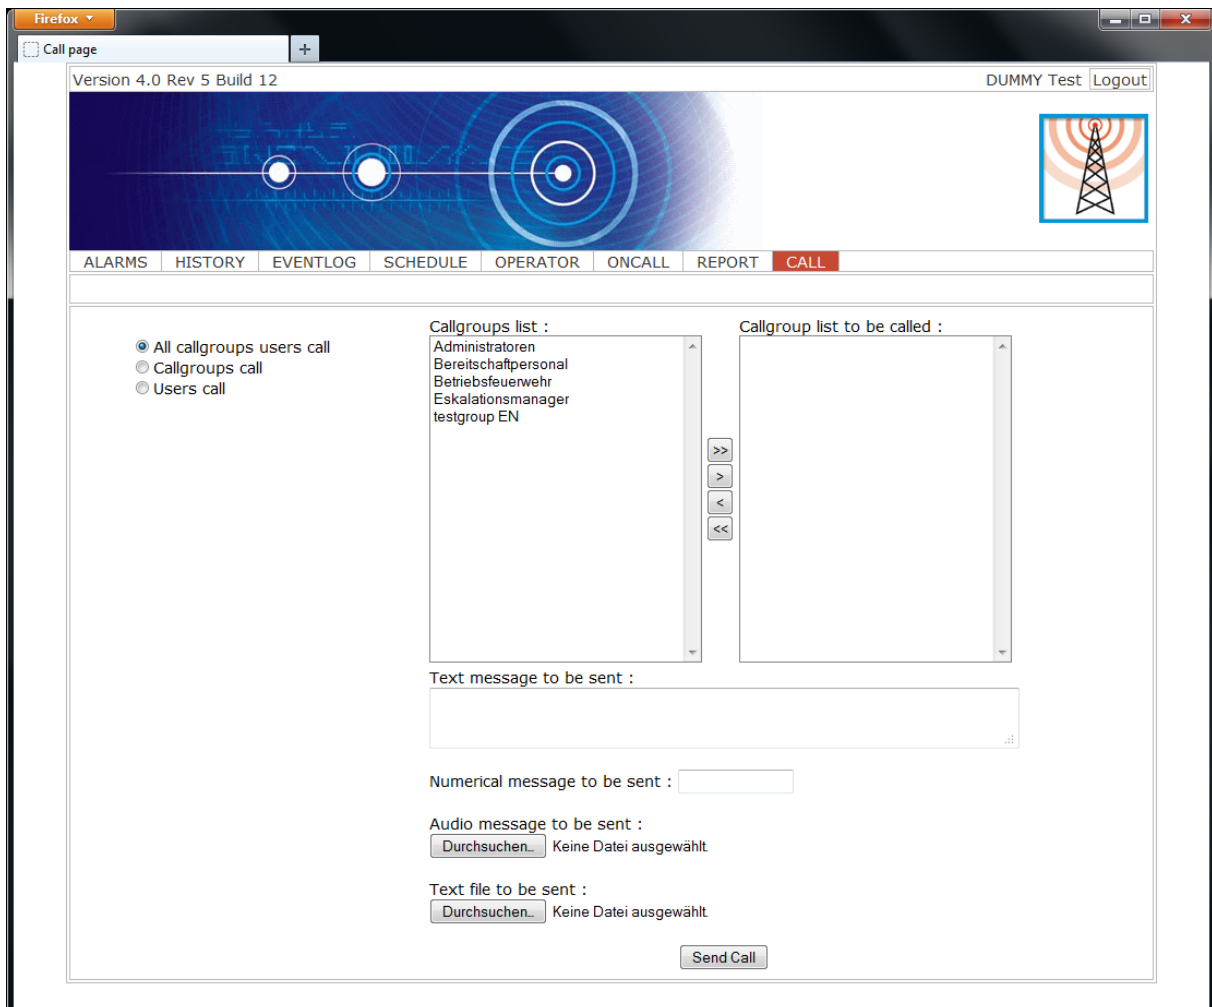 Firefox
Call page
Version 4.0 Rev 5 Build 12 DUMMY Test Logout
ALARMS HISTORY EVENTLOG SCHEDULE OPERATOR ONCALL REPORT CALL
All callgroups users call
Callgroups call
Users call
Callgroups list :
Administratoren
Bereitschaftpersonal
Betriebsfeuerwehr
Eskalationsmanager
testgroup EN
>>
>
<
<<
Callgroup list to be called :
Text message to be sent :
Numerical message to be sent :
Audio message to be sent :
Durchsuchen... Keine Datei ausgewählt.
Text file to be sent :
Durchsuchen... Keine Datei ausgewählt.
Send Call